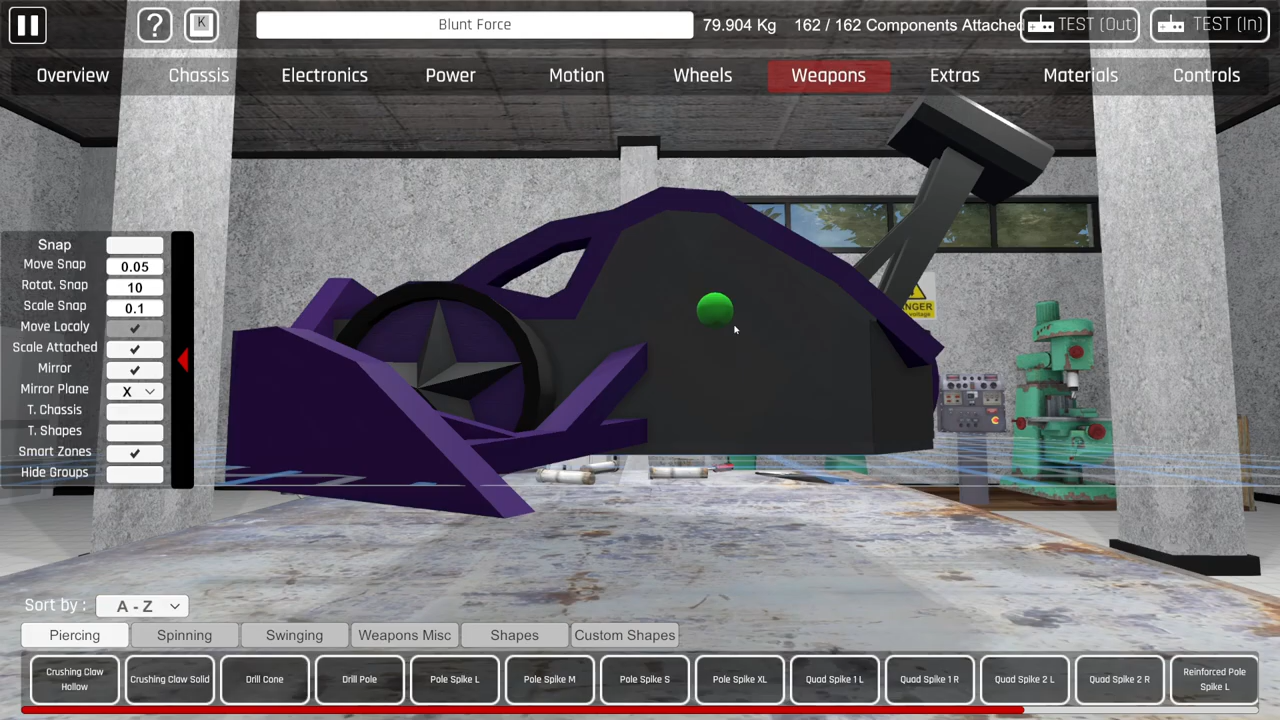 ? K Blunt Force 79.904 Kg 162 / 162 Components Attached TEST (Out) TEST (In)
Overview Chassis Electronics Power Motion Wheels Weapons Extras Materials Controls
Snap
Move Snap 0.05
Rotat. Snap 10
Scale Snap 0.1
Move Localy
Scale Attached
Mirror
Mirror Plane X
T. Chassis
T. Shapes
Smart Zones
Hide Groups
ANGER
voltage
Sort by : A - Z
Piercing Spinning Swinging Weapons Misc Shapes Custom Shapes
Crushing Claw Hollow
Crushing Claw Solid
Drill Cone
Drill Pole
Pole Spike L
Pole Spike M
Pole Spike S
Pole Spike XL
Quad Spike 1 L
Quad Spike 1 R
Quad Spike 2 L
Quad Spike 2 R
Reinforced Pole Spike L